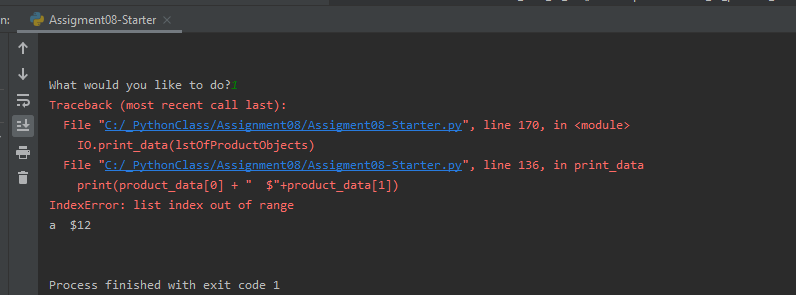 n: Assigment08-Starter
What would you like to do?1
Traceback (most recent call last):
File "C:/_PythonClass/Assignment08/Assigment08-Starter.py", line 170, in <module>
IO.print_data(lstOfProductObjects)
File "C:/_PythonClass/Assignment08/Assigment08-Starter.py", line 136, in print_data
print(product_data[0] + "  $"+product_data[1])
IndexError: list index out of range
a  $12
Process finished with exit code 1